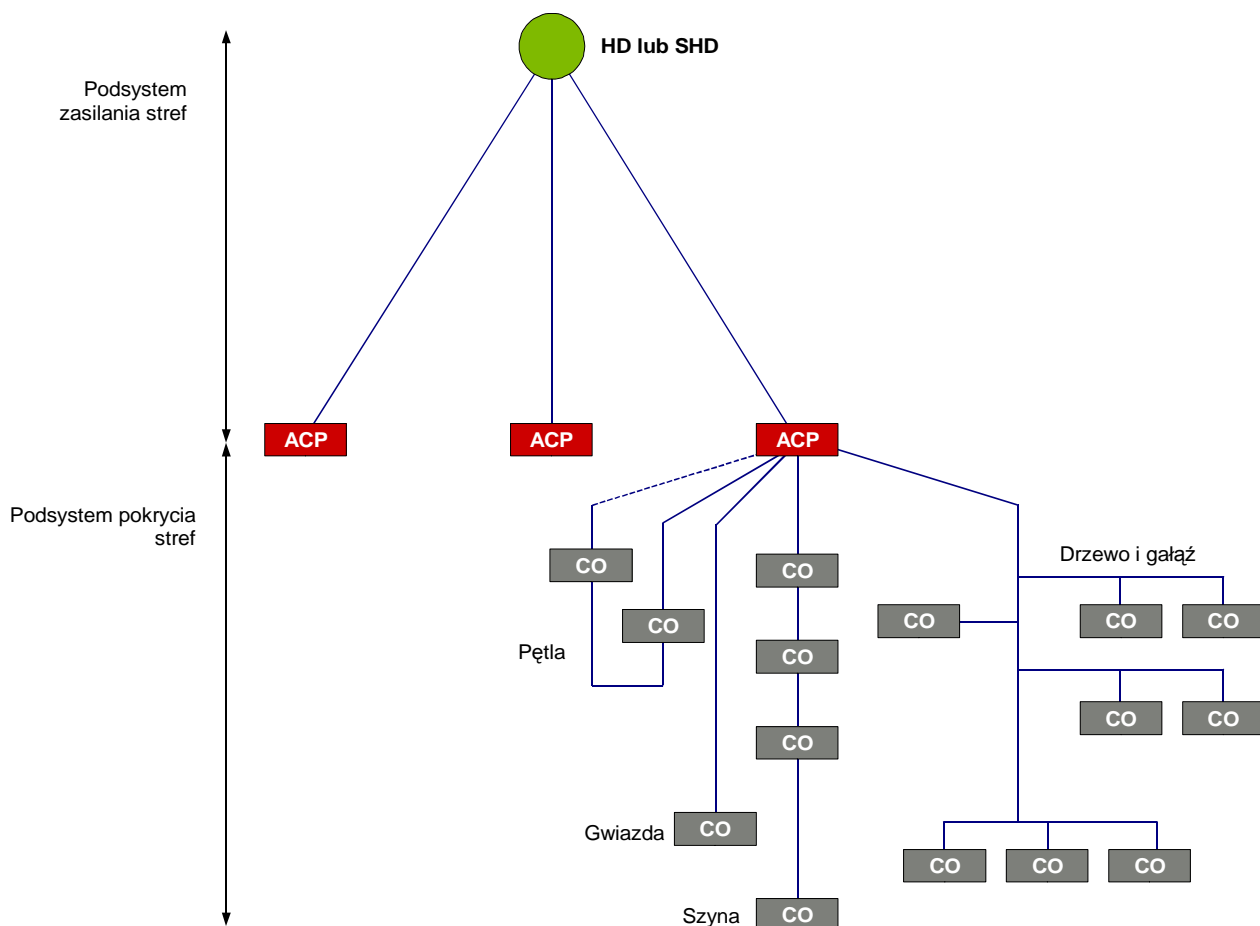 HD lub SHD
Podsystem
zasilania stref
ACP
ACP
ACP
Podsystem pokrycia
stref
Drzewo i gałąź
CO
CO
CO
CO
CO
CO
Pętla
CO
CO
CO
CO
CO
Gwiazda
CO
CO
CO
CO
Szyna
CO